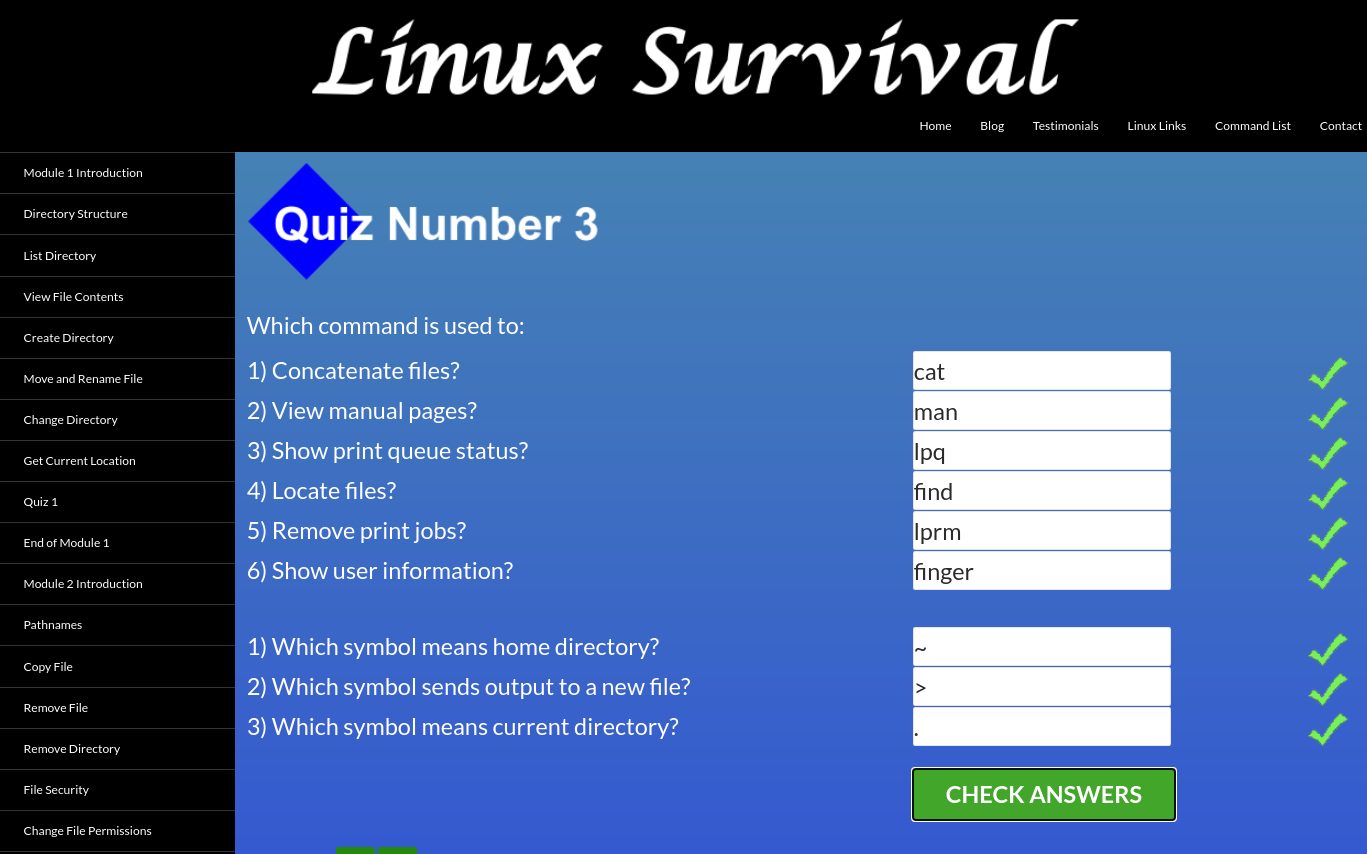 Linux Survival
Home Blog Testimonials Linux Links Command List Contact
Module 1 Introduction
Directory Structure
List Directory
View File Contents
Create Directory
Move and Rename File
Change Directory
Get Current Location
Quiz 1
End of Module 1
Module 2 Introduction
Pathnames
Copy File
Remove File
Remove Directory
File Security
Change File Permissions
Quiz Number 3
Which command is used to:
1) Concatenate files? cat
2) View manual pages? man
3) Show print queue status? lpq
4) Locate files? find
5) Remove print jobs? lprm
6) Show user information? finger
1) Which symbol means home directory? ~
2) Which symbol sends output to a new file? >
3) Which symbol means current directory? .
CHECK ANSWERS